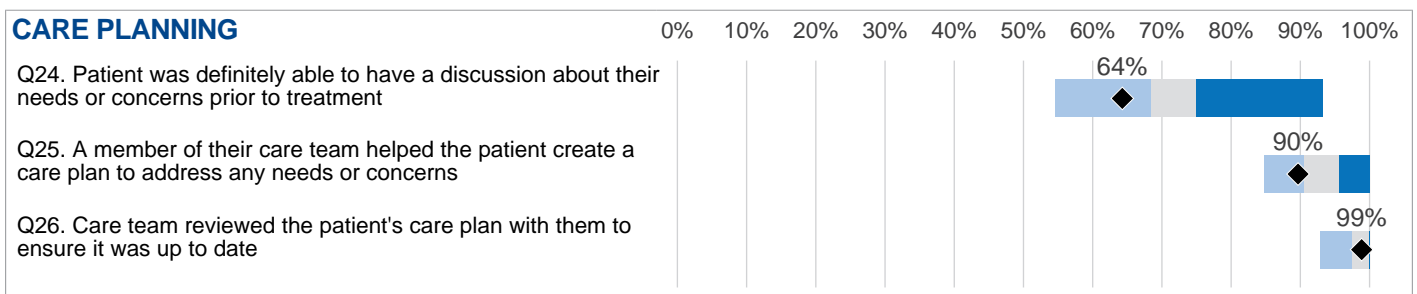 CARE PLANNING 0% 10% 20% 30% 40% 50% 60% 70% 80% 90% 100%
Q24. Patient was definitely able to have a discussion about their
needs or concerns prior to treatment
64%
Q25. A member of their care team helped the patient create a
care plan to address any needs or concerns
90%
Q26. Care team reviewed the patient's care plan with them to
ensure it was up to date
99%